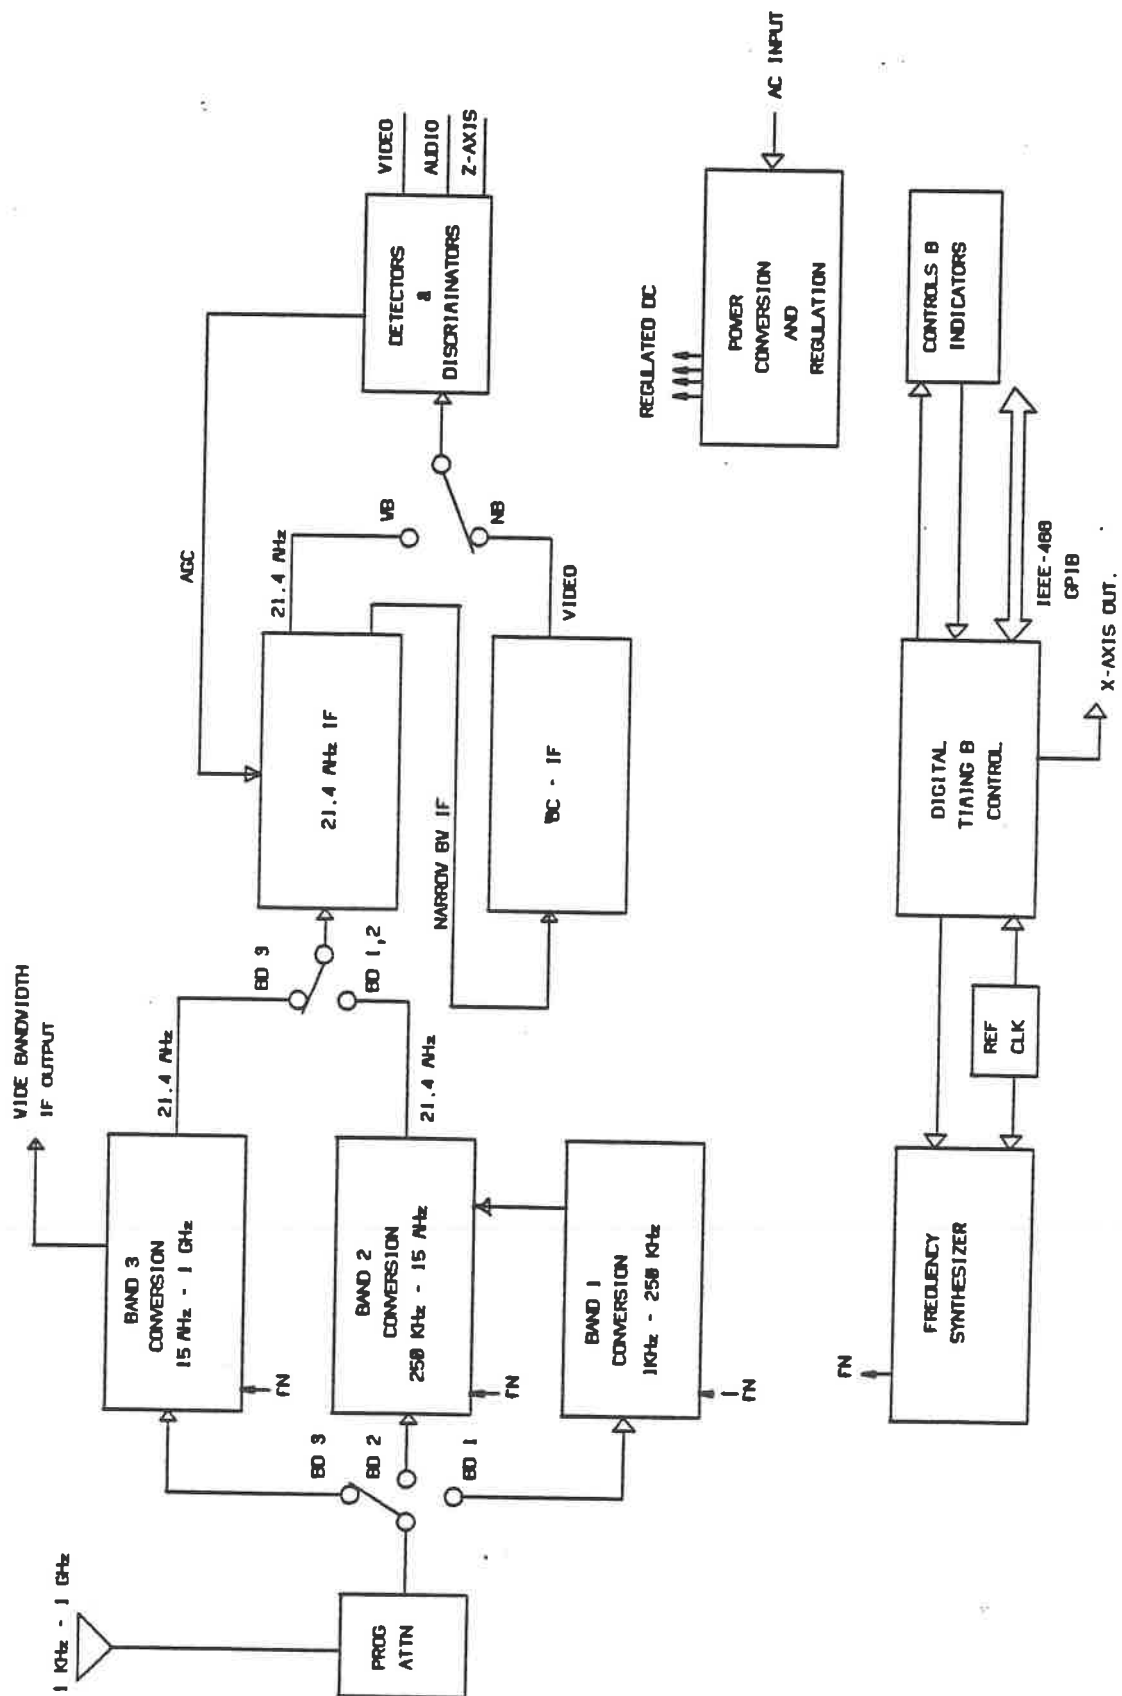 1 KHz - 1 GHz
PROG
ATTN
BD 3
BD 2
BD 1
WIDE BANDWIDTH
IF OUTPUT
BAND 3
CONVERSION
15 MHz - 1 GHz
fN
BAND 2
CONVERSION
250 KHz - 15 MHz
fN
BAND 1
CONVERSION
1KHz - 250 KHz
fN
21.4 MHz
21.4 MHz
BD 3
BD 1,2
AGC
21.4 MHz IF
21.4 MHz
NARROW BW IF
- IF
VIDEO
WB
NB
DETECTORS
&
DISCRIMINATORS
VIDEO
AUDIO
Z-AXIS
REGULATED DC
POWER
CONVERSION
AND
REGULATION
AC INPUT
fN
FREQUENCY
SYNTHESIZER
REF
CLK
DIGITAL
TIMING &
CONTROL
X-AXIS OUT.
IEEE-488
GPIB
CONTROLS &
INDICATORS